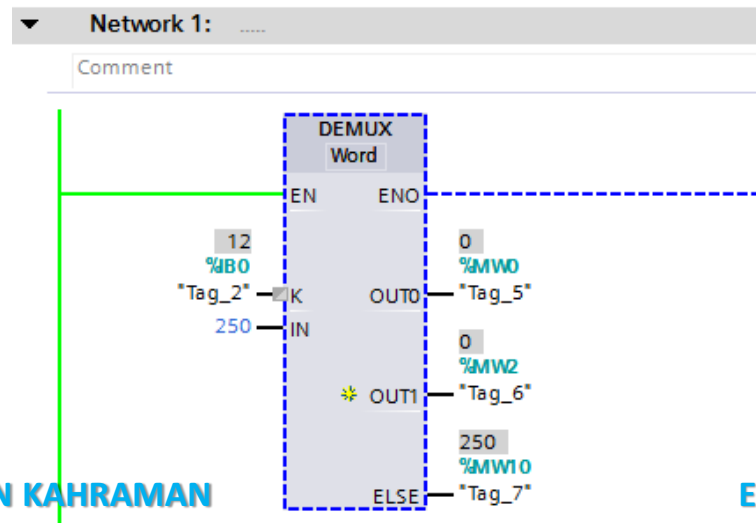 Network 1: .....
Comment
DEMUX
Word
EN ENO
12 0
%IB0 %MW0
"Tag_2" K OUT0 "Tag_5"
250 IN
0
%MW2
OUT1 "Tag_6"
250
%MW10
ELSE "Tag_7"
N KAHRAMAN E